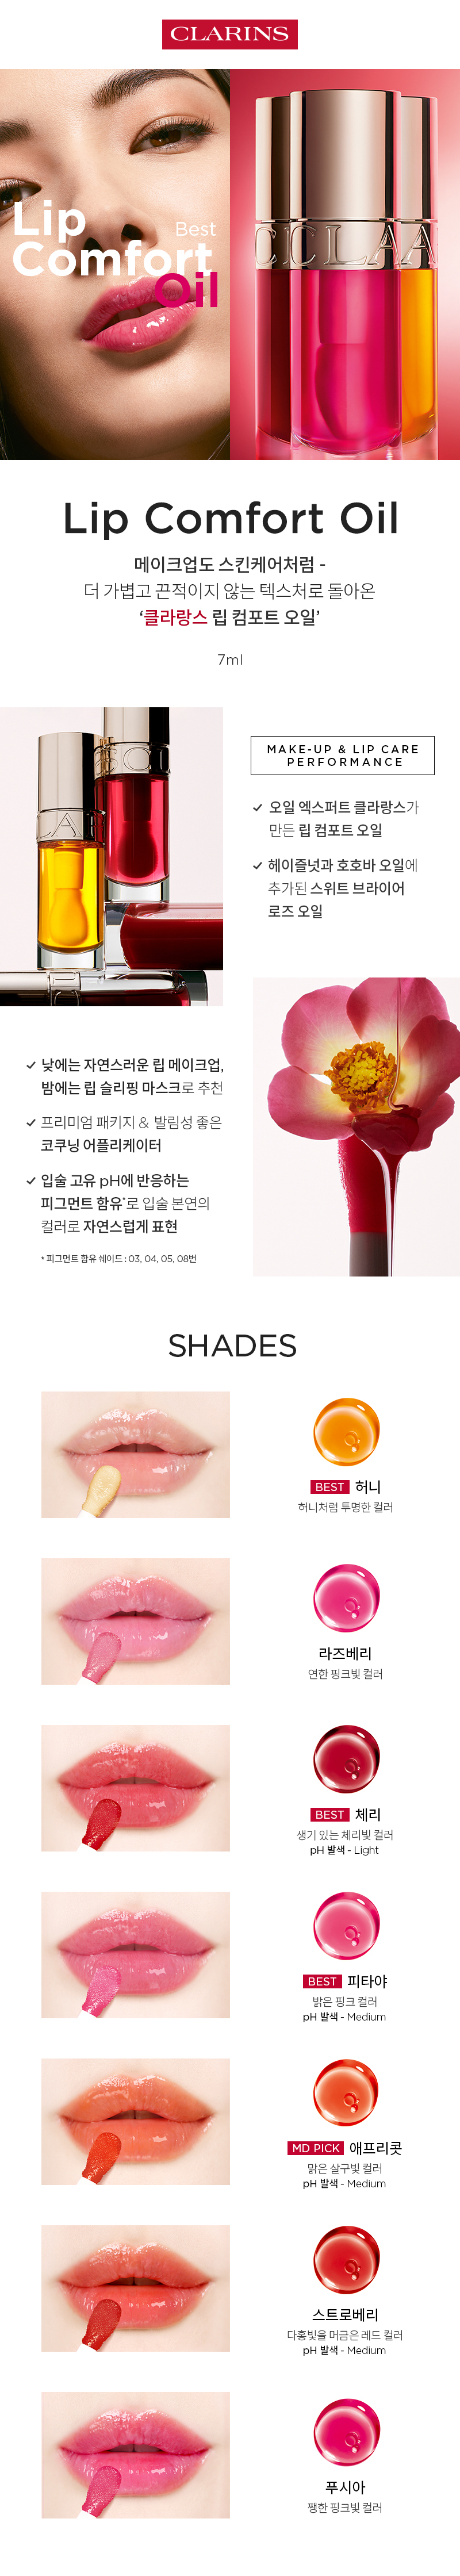 CLARINS
Lip
Best
Comfort
Oil
CCLAA
Lip Comfort Oil
메이크업도 스킨케어처럼 -
더 가볍고 끈적이지 않는 텍스처로 돌아온
‘클라랑스 립 컴포트 오일’
7ml
MAKE-UP & LIP CARE
PERFORMANCE
오일 엑스퍼트 클라랑스가
만든 립 컴포트 오일
헤이즐넛과 호호바 오일에
추가된 스위트 브라이어
로즈 오일
낮에는 자연스러운 립 메이크업,
밤에는 립 슬리핑 마스크로 추천
프리미엄 패키지 & 발림성 좋은
코쿠닝 어플리케이터
입술 고유 pH에 반응하는
피그먼트 함유*로 입술 본연의
컬러로 자연스럽게 표현
* 피그먼트 함유 쉐이드 : 03, 04, 05, 08번
SHADES
BEST 허니
허니처럼 투명한 컬러
라즈베리
연한 핑크빛 컬러
BEST 체리
생기 있는 체리빛 컬러
pH 발색 - Light
BEST 피타야
밝은 핑크 컬러
pH 발색 - Medium
MD PICK 애프리콧
맑은 살구빛 컬러
pH 발색 - Medium
스트로베리
다홍빛을 머금은 레드 컬러
pH 발색 - Medium
푸시아
쨍한 핑크빛 컬러